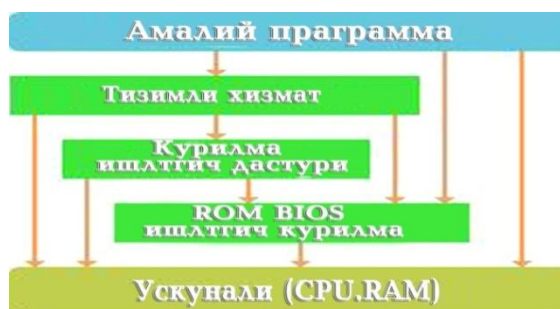 Амалий праграмма
Тизимли хизмат
Курилма
ишлтгич дастури
ROM BIOS
ишлтгич курилма
Ускунали (CPU.RAM)